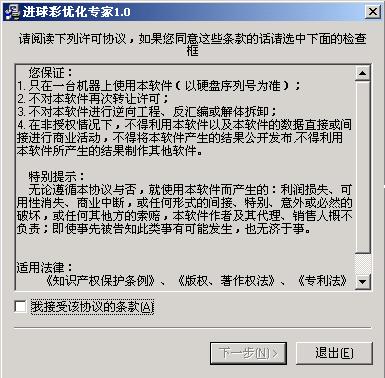 进球彩优化专家1.0
请阅读下列许可协议，如果您同意这些条款的话请选中下面的检查
框
您保证：
1.只在一台机器上使用本软件（以硬盘序列号为准）；
2.不对本软件再次转让许可；
3.不对本软件进行逆向工程、反汇编或解体拆卸；
4.在非授权情况下，不得利用本软件以及本软件的数据直接或间
接进行商业活动，不得将本软件产生的结果公开发布.不得利用
本软件所产生的结果制作其他软件。
特别提示：
无论遵循本协议与否，就使用本软件而产生的：利润损失、可
用性消失、商业中断，或任何形式的间接、特别、意外或必然的
破坏，或任何其他方的索赔，本软件作者及其代理、销售人概不
负责；即使事先被告知此类事有可能发生，也无济于事。
适用法律：
《知识产权保护条例》、《版权、著作权法》、《专利法》
我接受该协议的条款(A)
下一步(N)>
退出(E)